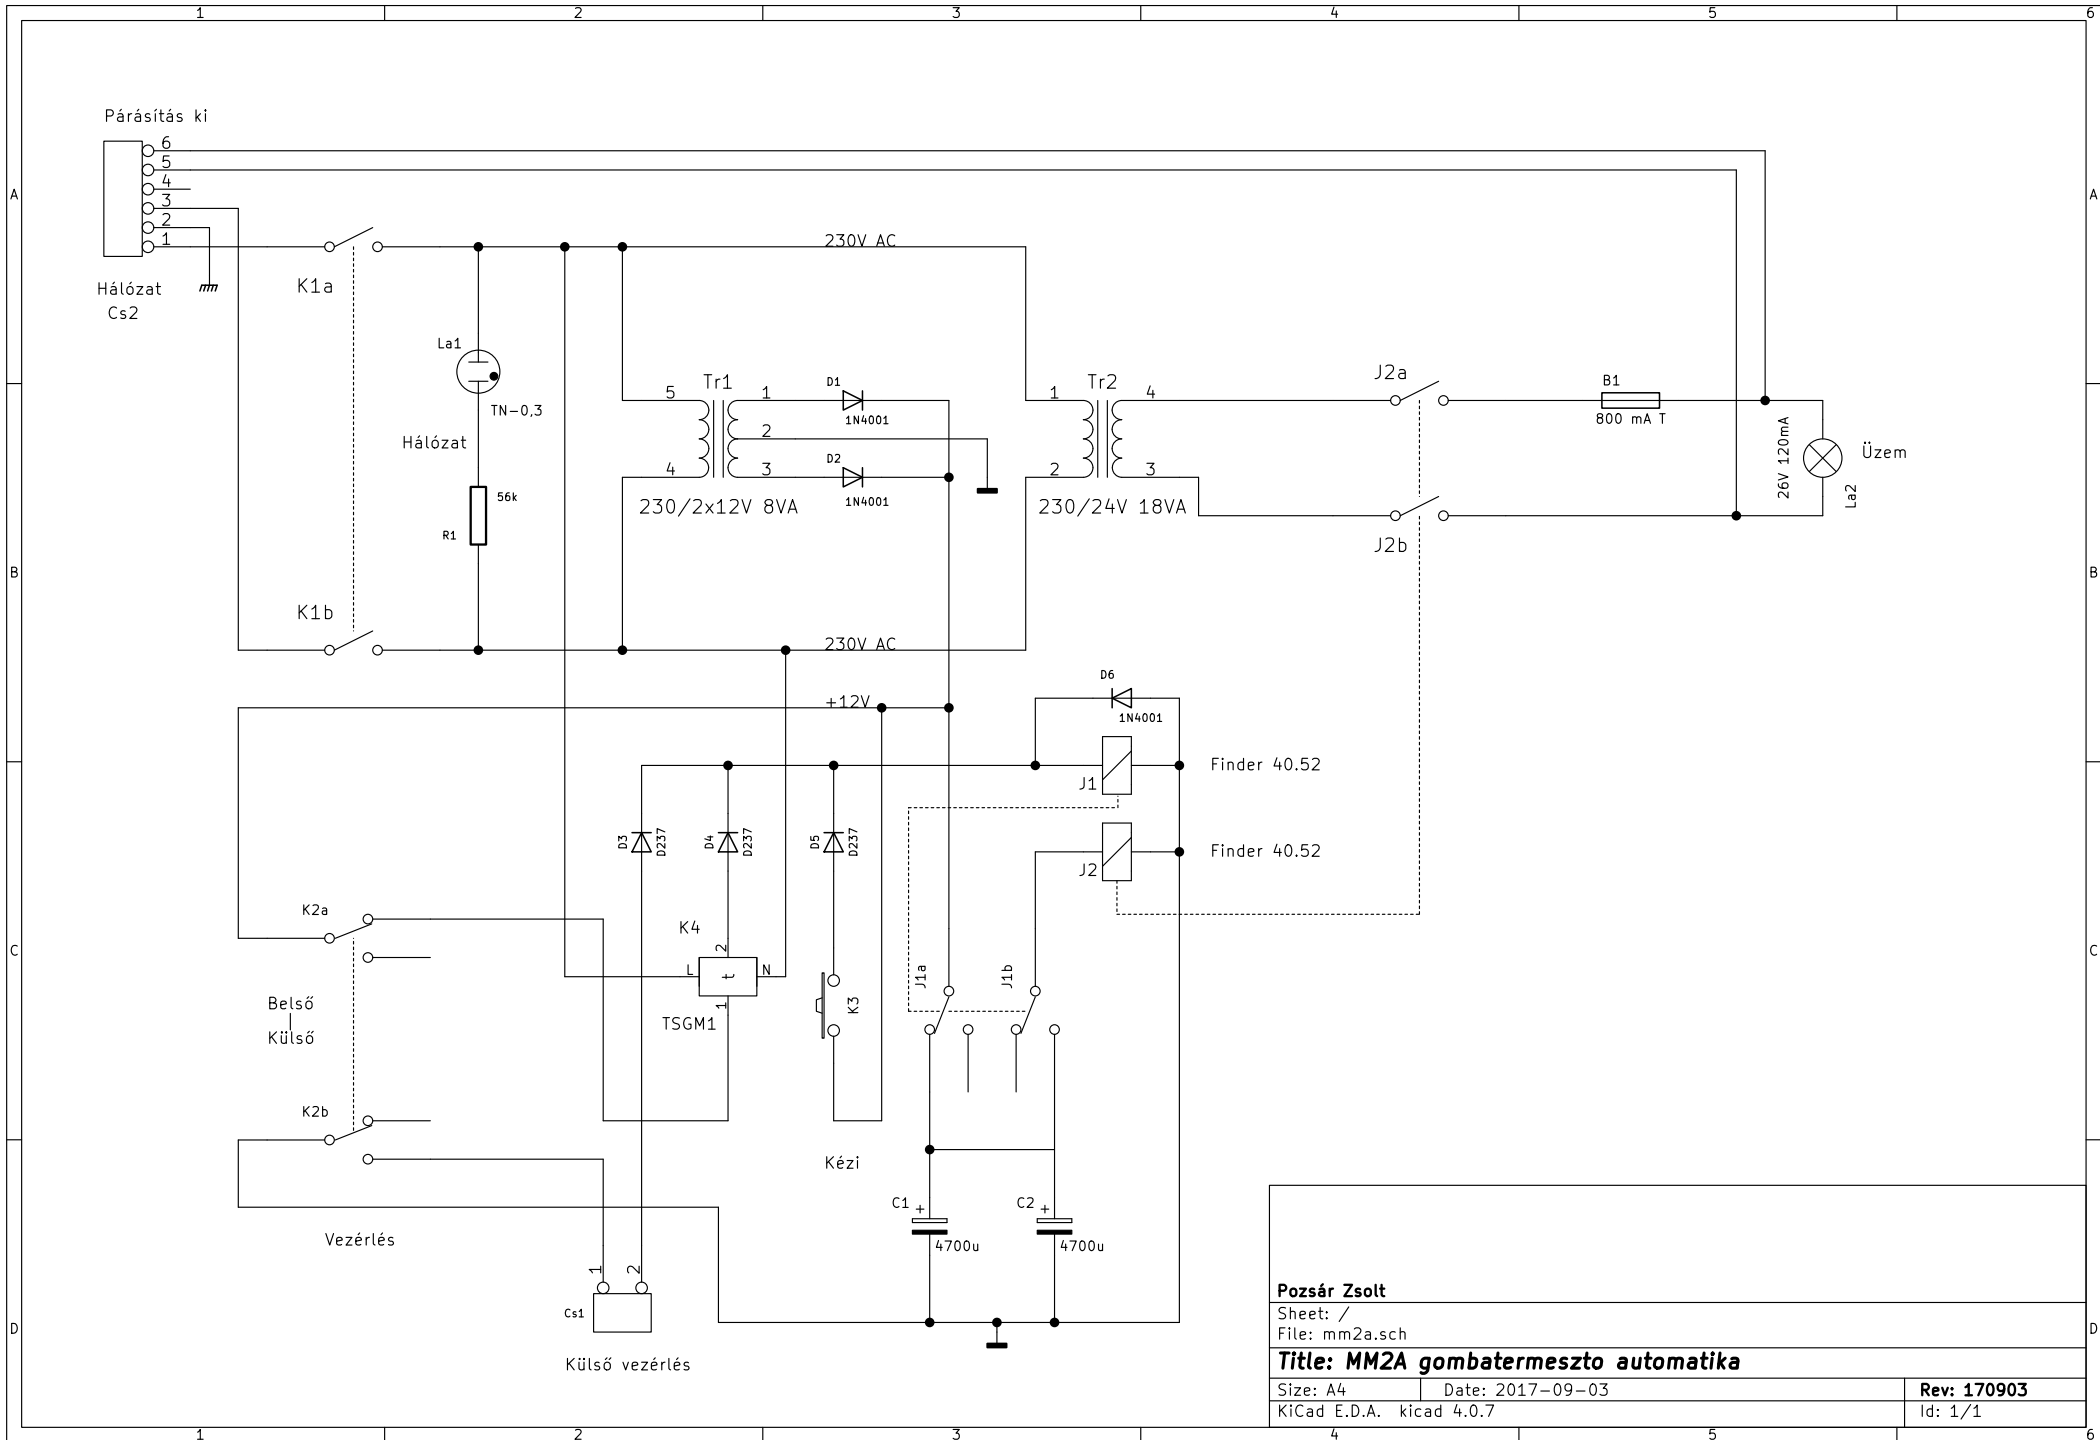 1 2 3 4 5 6
A A
B B
C C
D D
Párásítás ki
6
5
4
3
2
1
Hálózat
Cs2
K1a
K1b
230V AC
230V AC
La1
TN-0,3
Hálózat
56k
R1
Tr1
5
4
1
2
3
230/2x12V 8VA
D1
1N4001
D2
1N4001
Tr2
1
2
4
3
230/24V 18VA
J2a
J2b
B1
800 mA T
26V 120mA
La2
Üzem
+12V
D6
1N4001
J1
Finder 40.52
J2
Finder 40.52
D3
D237
D4
D237
D5
D237
K2a
K2b
Belső
Külső
K4
2
L t N
1
TSGM1
K3
Kézi
J1a
J1b
C1
+
4700u
C2
+
4700u
Vezérlés
1
2
Cs1
Külső vezérlés
Pozsár Zsolt
Sheet: /
File: mm2a.sch
Title: MM2A gombatermeszto automatika
Size: A4 Date: 2017-09-03 Rev: 170903
KiCad E.D.A. kicad 4.0.7 Id: 1/1
1 2 3 4 5 6